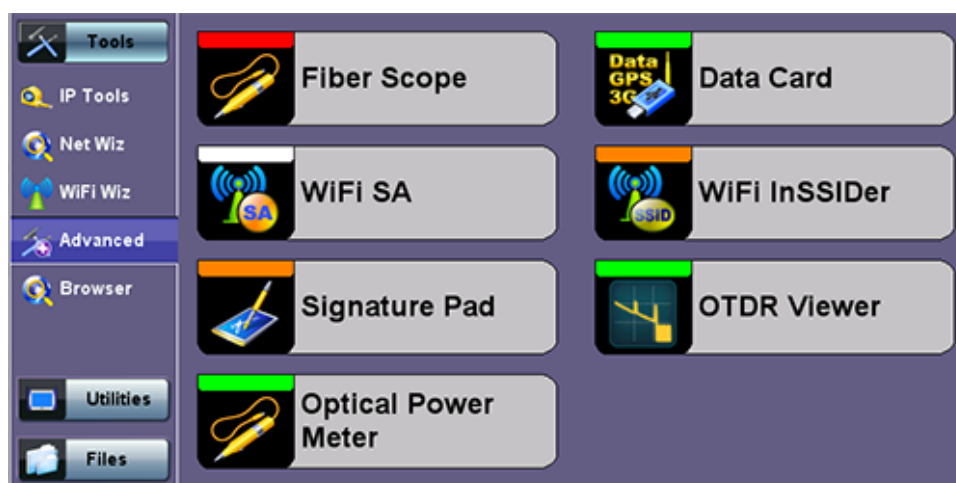 Tools
IP Tools
Net Wiz
WiFi Wiz
Advanced
Browser
Utilities
Files
Fiber Scope
Data
GPS
3G
Data Card
SA
WiFi SA
SSID
WiFi InSSIDer
Signature Pad
OTDR Viewer
Optical Power
Meter